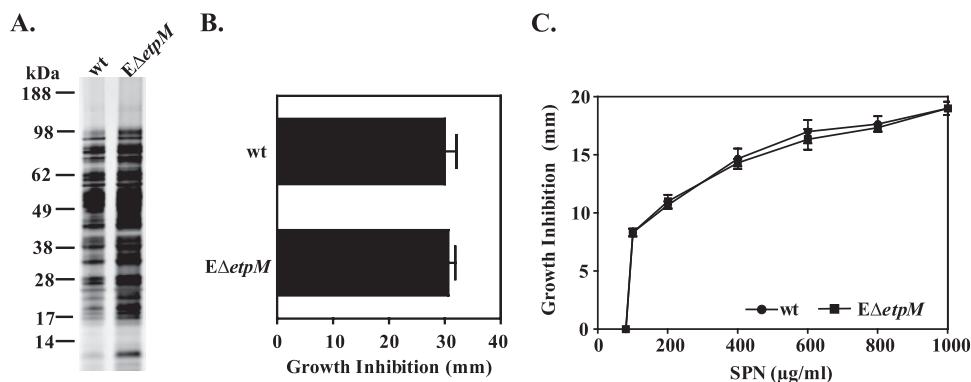 A.
wt
EΔetpM
kDa
188
98
62
49
38
28
17
14
B.
wt
EΔetpM
0 10 20 30 40
Growth Inhibition (mm)
C.
Growth Inhibition (mm)
20
15
10
5
0
wt EΔetpM
0 200 400 600 800 1000
SPN (µg/ml)